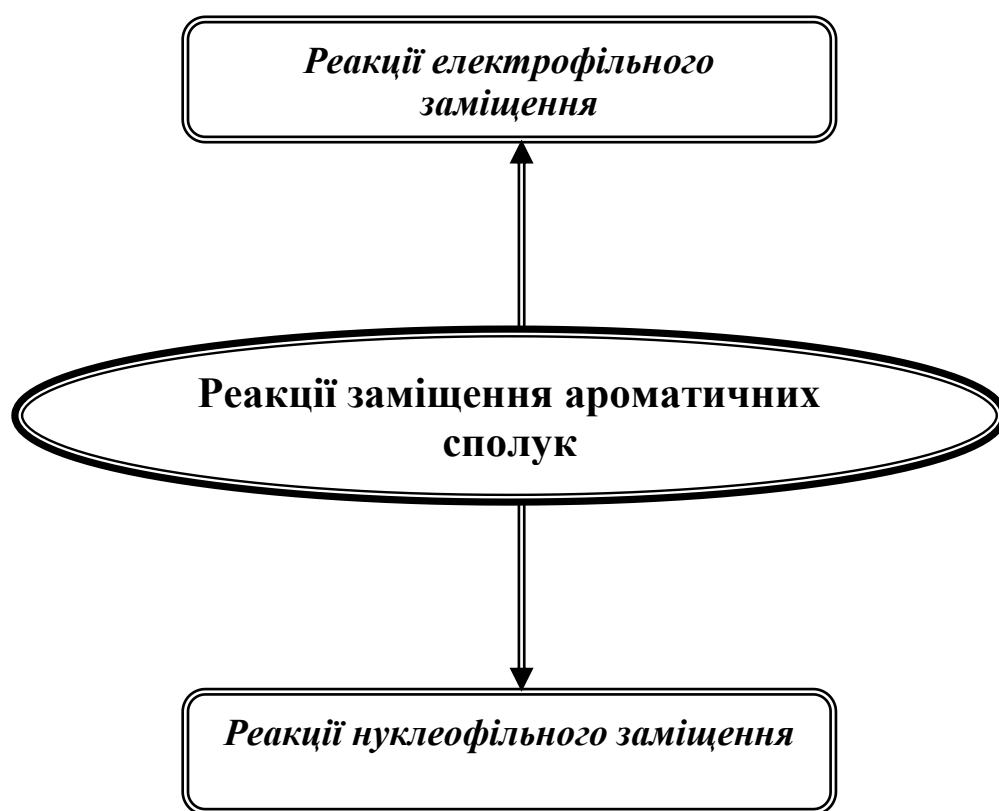 Реакції електрофільного
заміщення
Реакції заміщення ароматичних
сполук
Реакції нуклеофільного заміщення